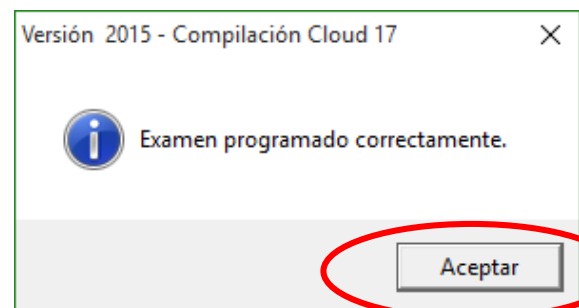 Versión 2015 - Compilación Cloud 17
Examen programado correctamente.
Aceptar